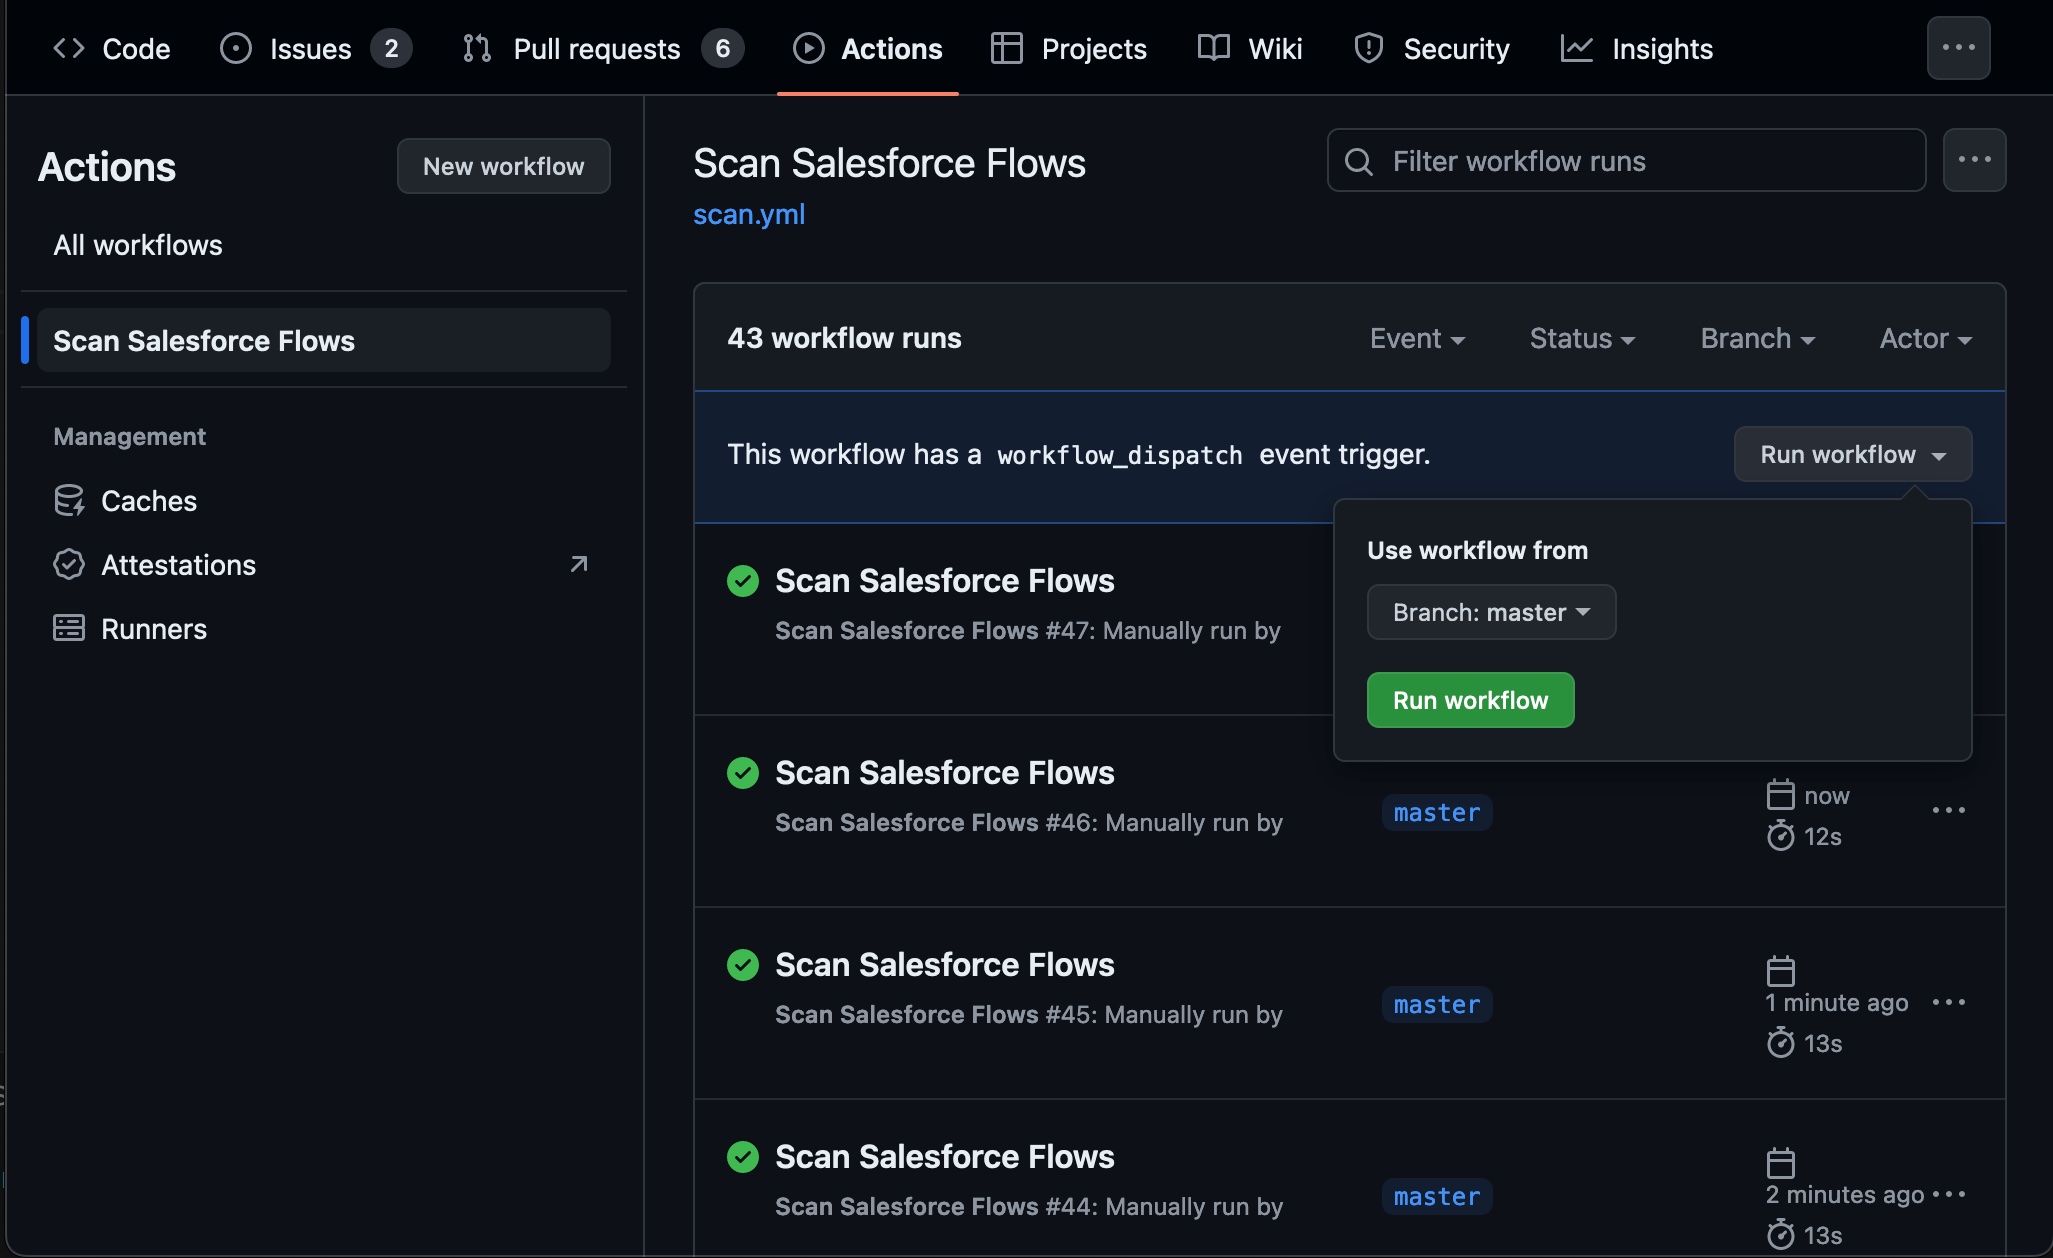 Code Issues 2 Pull requests 6 Actions Projects Wiki Security Insights
Actions
New workflow
All workflows
Scan Salesforce Flows
Management
Caches
Attestations
Runners
Scan Salesforce Flows
scan.yml
Filter workflow runs
43 workflow runs
Event Status Branch Actor
This workflow has a workflow_dispatch event trigger.
Run workflow
Use workflow from
Branch: master
Run workflow
Scan Salesforce Flows
Scan Salesforce Flows #47: Manually run by
Scan Salesforce Flows
Scan Salesforce Flows #46: Manually run by
master
now
12s
Scan Salesforce Flows
Scan Salesforce Flows #45: Manually run by
master
1 minute ago
13s
Scan Salesforce Flows
Scan Salesforce Flows #44: Manually run by
master
2 minutes ago
13s